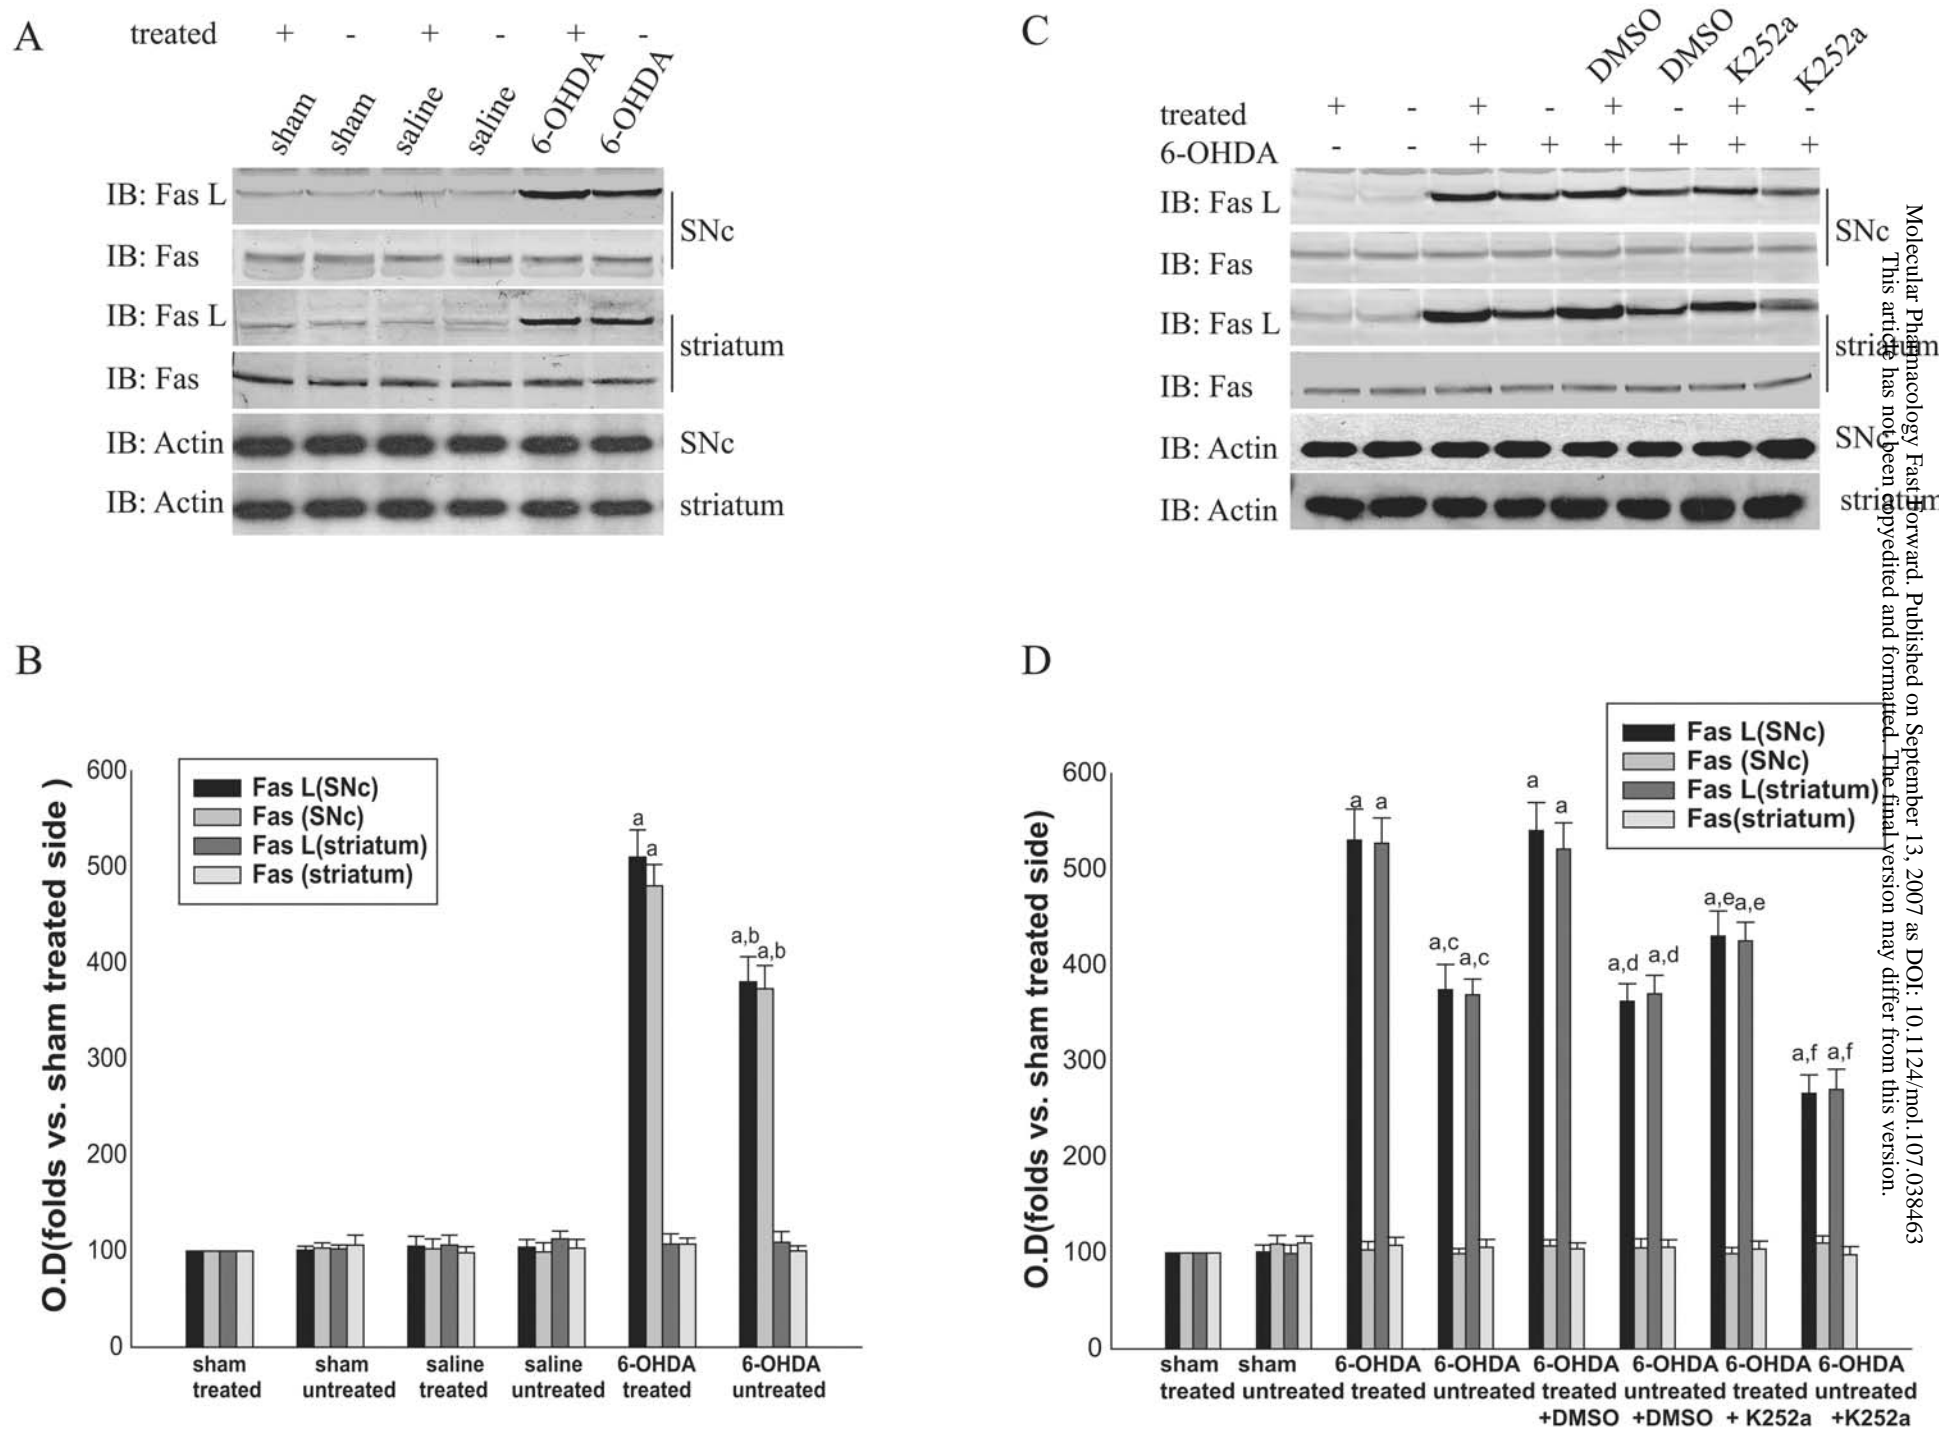 A
treated + - + - + -
sham sham saline saline 6-OHDA 6-OHDA
IB: Fas L
IB: Fas
SNc
IB: Fas L
IB: Fas
striatum
IB: Actin SNc
IB: Actin striatum
B
O.D(folds vs. sham treated side )
600
500
400
300
200
100
0
Fas L(SNc)
Fas (SNc)
Fas L(striatum)
Fas (striatum)
a
a
a,b
a,b
sham treated
sham untreated
saline treated
saline untreated
6-OHDA treated
6-OHDA untreated
C
DMSO DMSO K252a K252a
treated + - + - + - + -
6-OHDA - - + + + + + +
IB: Fas L
IB: Fas
SNc
IB: Fas L
IB: Fas
striatum
IB: Actin SNc
IB: Actin striatum
D
O.D(folds vs. sham treated side)
600
500
400
300
200
100
0
Fas L(SNc)
Fas (SNc)
Fas L(striatum)
Fas(striatum)
a a
a,c a,c
a a
a,d a,d
a,e a,e
a,f a,f
sham treated
sham untreated
6-OHDA treated
6-OHDA untreated
6-OHDA treated +DMSO
6-OHDA untreated +DMSO
6-OHDA treated + K252a
6-OHDA untreated +K252a
Molecular Pharmacology Fast Forward. Published on September 13, 2007 as DOI: 10.1124/mol.107.038463
This article has not been copyedited and formatted. The final version may differ from this version.